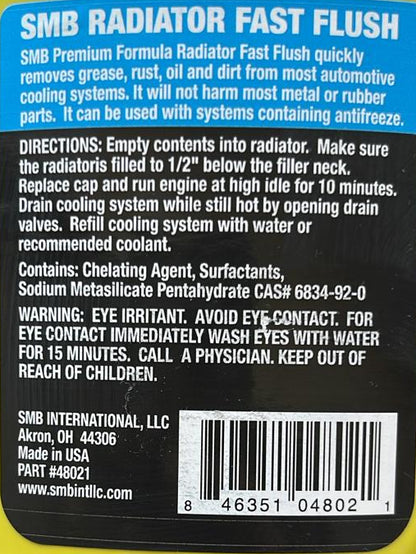 SMB RADIATOR FAST FLUSH
SMB Premium Formula Radiator Fast Flush quickly
removes grease, rust, oil and dirt from most automotive
cooling systems. It will not harm most metal or rubber
parts. It can be used with systems containing antifreeze.
DIRECTIONS: Empty contents into radiator. Make sure
the radiatoris filled to 1/2" below the filler neck.
Replace cap and run engine at high idle for 10 minutes.
Drain cooling system while still hot by opening drain
valves. Refill cooling system with water or
recommended coolant.
Contains: Chelating Agent, Surfactants,
Sodium Metasilicate Pentahydrate CAS# 6834-92-0
WARNING: EYE IRRITANT. AVOID EYE CONTACT. FOR
EYE CONTACT IMMEDIATELY WASH EYES WITH WATER
FOR 15 MINUTES. CALL A PHYSICIAN. KEEP OUT OF
REACH OF CHILDREN.
SMB INTERNATIONAL, LLC
Akron, OH 44306
Made in USA
PART #48021
www.smbintllc.com
8 46351 04802 1